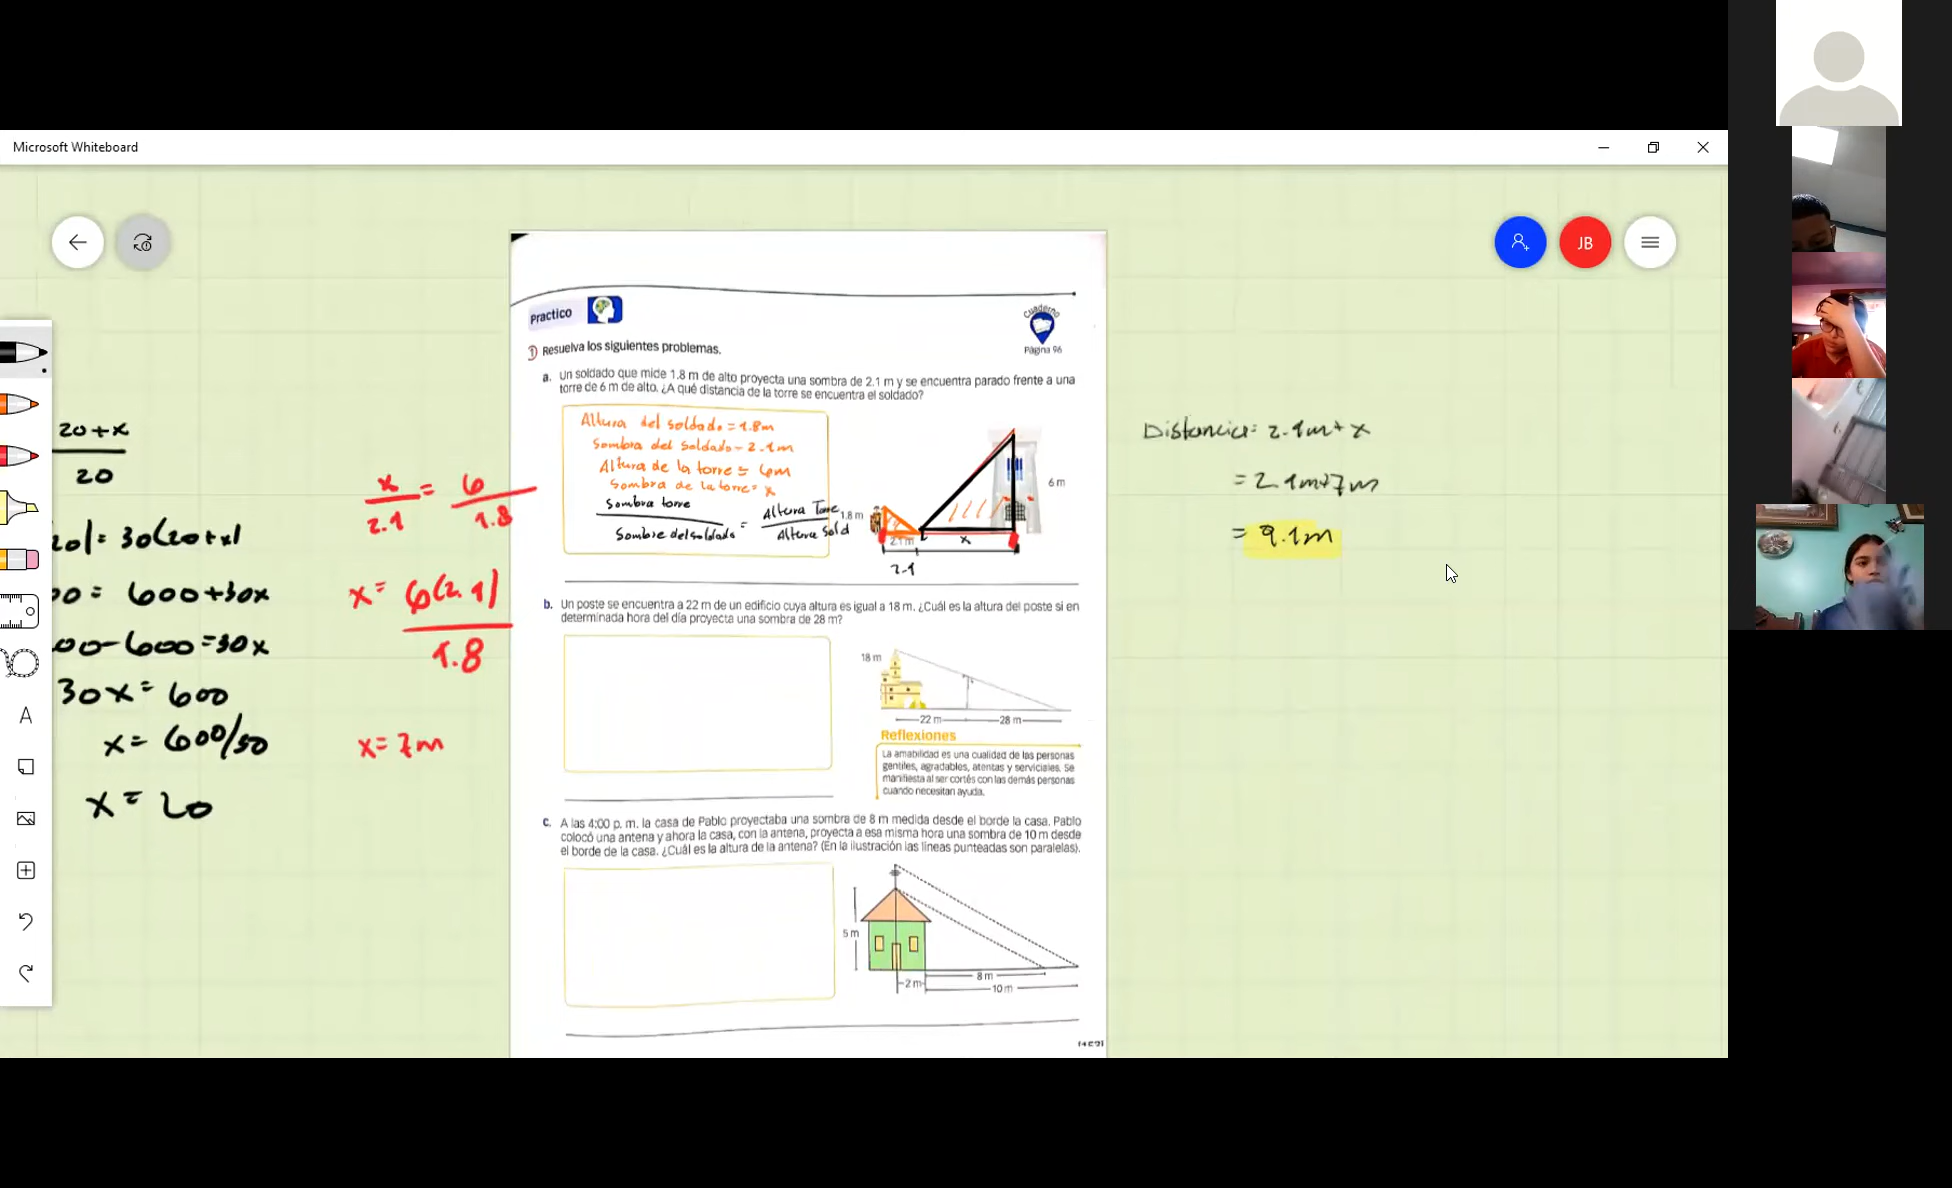 Microsoft Whiteboard
JB
20+x
20
20)= 30(20+x)
00= 600+30x
00-600=30x
30x= 600
x= 600/30
x= 20
x/2.1 = 6/1.8
x= 6(2.1)
1.8
x= 7m
Practico
Cuaderno
Página 96
1 Resuelva los siguientes problemas.
a. Un soldado que mide 1.8 m de alto proyecta una sombra de 2.1 m y se encuentra parado frente a una
torre de 6 m de alto. ¿A qué distancia de la torre se encuentra el soldado?
Altura del soldado = 1.8m
Sombra del soldado = 2.1m
Altura de la torre = 6m
Sombra de la torre = x
Sombra torre = Altura Torre
Sombra del soldado Altura Sold
1.8 m
6 m
2.1 m
x
2.1
b. Un poste se encuentra a 22 m de un edificio cuya altura es igual a 18 m. ¿Cuál es la altura del poste si en
determinada hora del día proyecta una sombra de 28 m?
18 m
22 m
28 m
Reflexiones
La amabilidad es una cualidad de las personas
gentiles, agradables, atentas y serviciales. Se
manifiesta al ser cortés con las demás personas
cuando necesitan ayuda.
c. A las 4:00 p. m. la casa de Pablo proyectaba una sombra de 8 m medida desde el borde la casa. Pablo
colocó una antena y ahora la casa, con la antena, proyecta a esa misma hora una sombra de 10 m desde
el borde de la casa. ¿Cuál es la altura de la antena? (En la ilustración las líneas punteadas son paralelas).
5 m
8 m
2 m
10 m
Distancia= 2.1m+x
= 2.1m+7m
= 9.1m